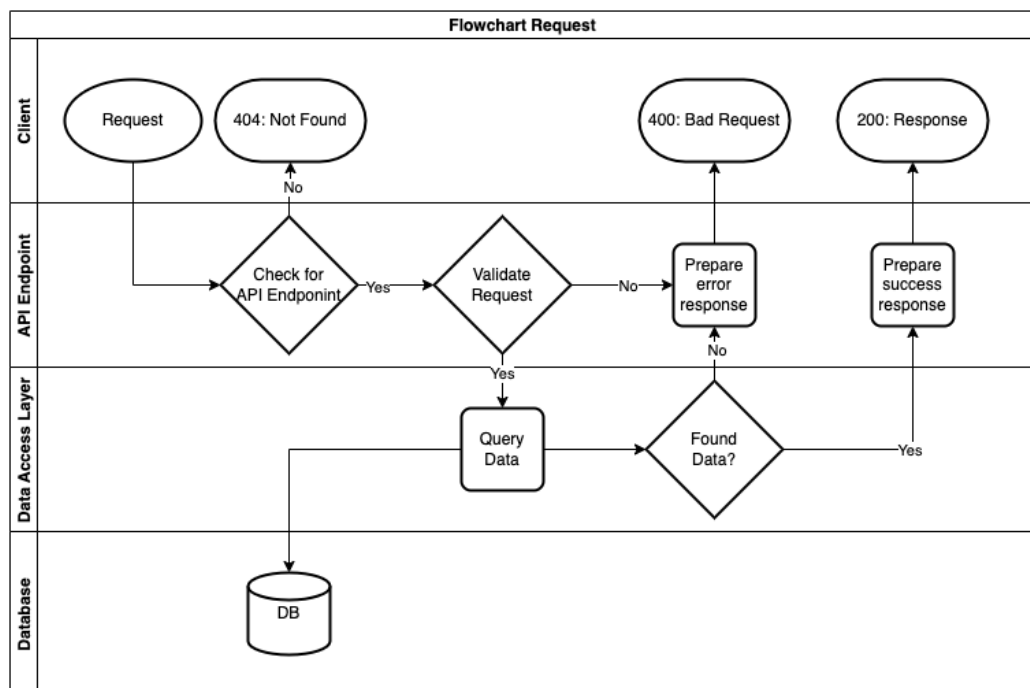 Flowchart Request
Client
Request
404: Not Found
400: Bad Request
200: Response
No
API Endpoint
Check for
API Endponint
Yes
Validate
Request
No
Prepare
error
response
Prepare
success
response
No
Yes
Data Access Layer
Query
Data
Found
Data?
Yes
Database
DB